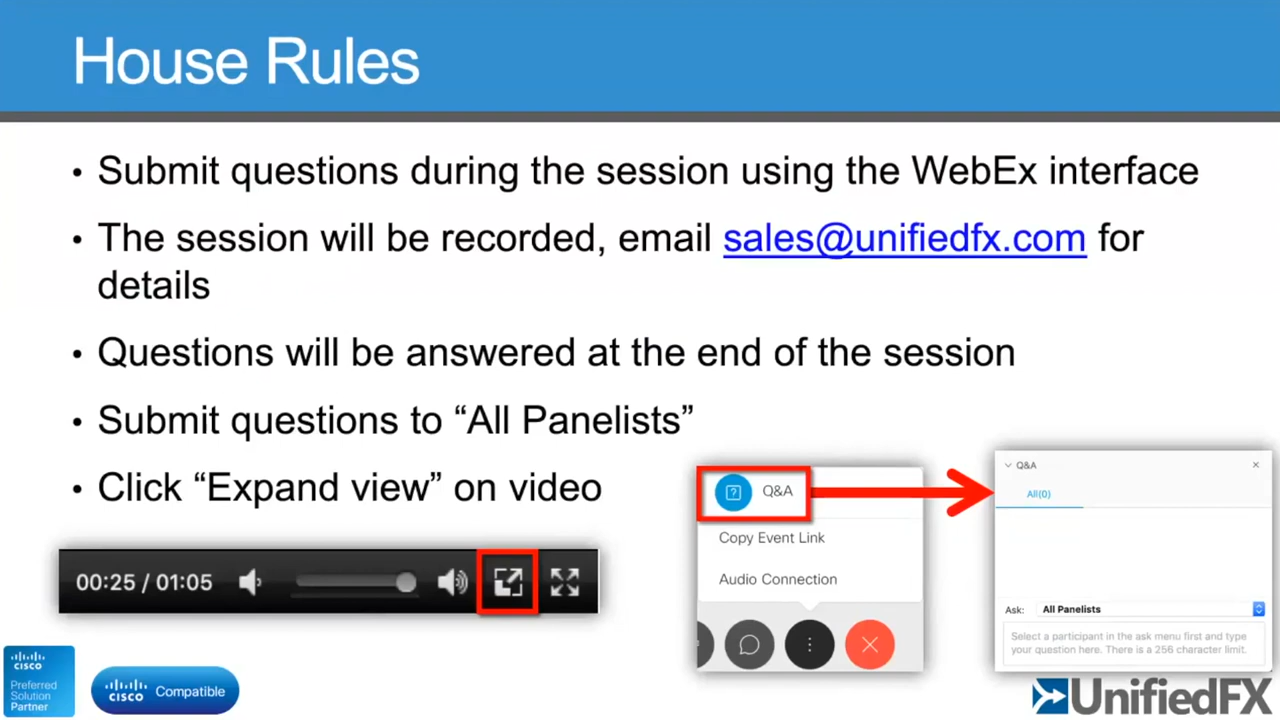 House Rules
• Submit questions during the session using the WebEx interface
• The session will be recorded, email sales@unifiedfx.com for
details
• Questions will be answered at the end of the session
• Submit questions to “All Panelists”
• Click “Expand view” on video
Q&A
Copy Event Link
Audio Connection
Q&A
All(0)
Ask: All Panelists
Select a participant in the ask menu first and type
your question here. There is a 256 character limit.
00:25 / 01:05
CISCO
Preferred
Solution
Partner
CISCO Compatible
UnifiedFX